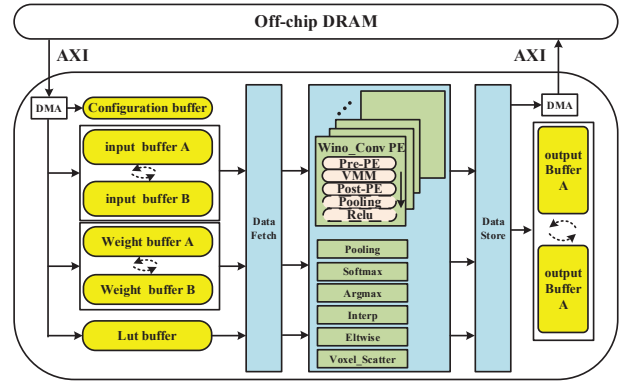 Off-chip DRAM
AXI
AXI
DMA
Configuration buffer
input buffer A
input buffer B
Weight buffer A
Weight buffer B
Lut buffer
Data
Fetch
Wino_Conv PE
Pre-PE
VMM
Post-PE
Pooling
Relu
Pooling
Softmax
Argmax
Interp
Eltwise
Voxel_Scatter
Data
Store
DMA
output
Buffer
A
output
Buffer
A